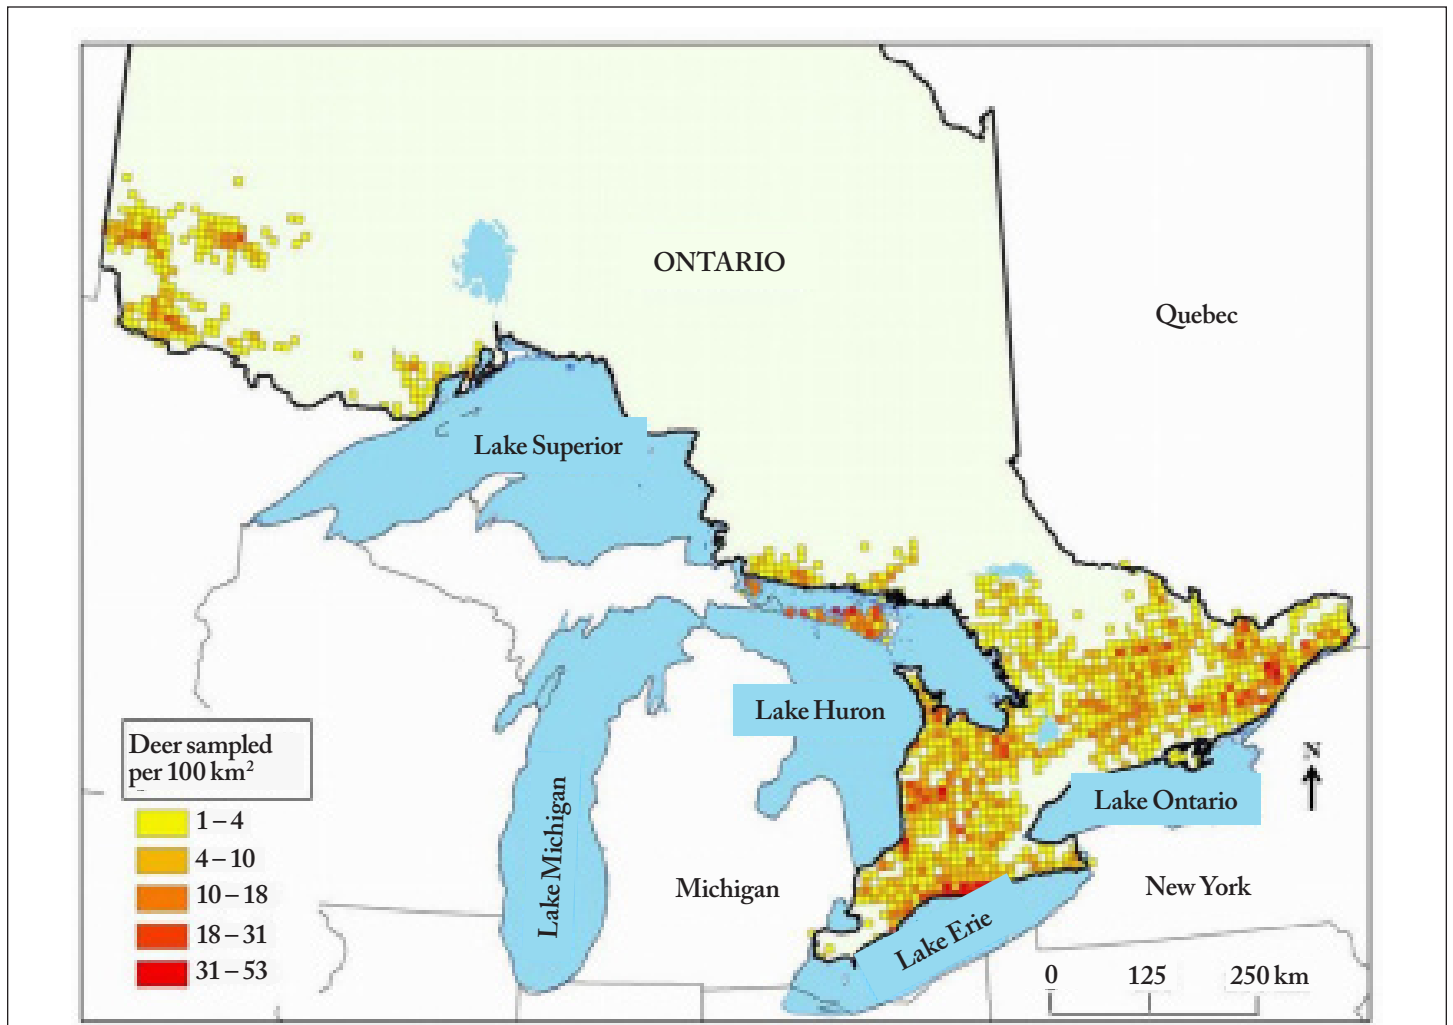 ONTARIO
Quebec
Lake Superior
Lake Huron
Deer sampled
per 100 km²
1 – 4
4 – 10
10 – 18
18 – 31
31 – 53
Lake Michigan
Michigan
N
Lake Ontario
New York
Lake Erie
0 125 250 km